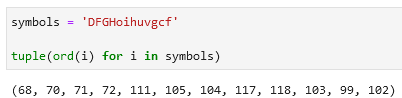 symbols = 'DFGHoihuvgcf'
tuple(ord(i) for i in symbols)
(68, 70, 71, 72, 111, 105, 104, 117, 118, 103, 99, 102)